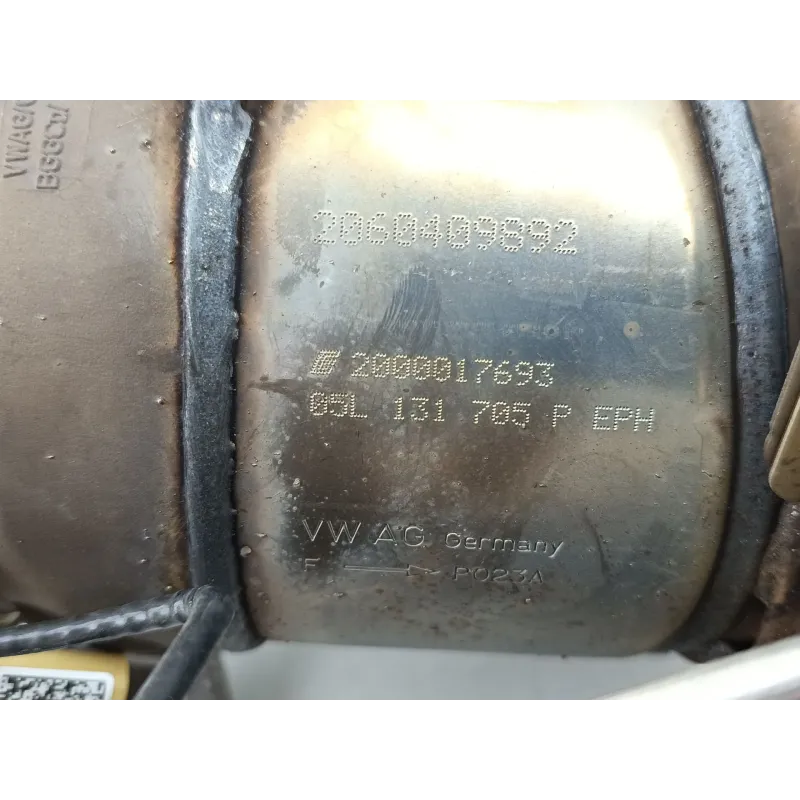 2060409892
2000017693
05L 131 705 P EPH
VW AG Germany
F P023A